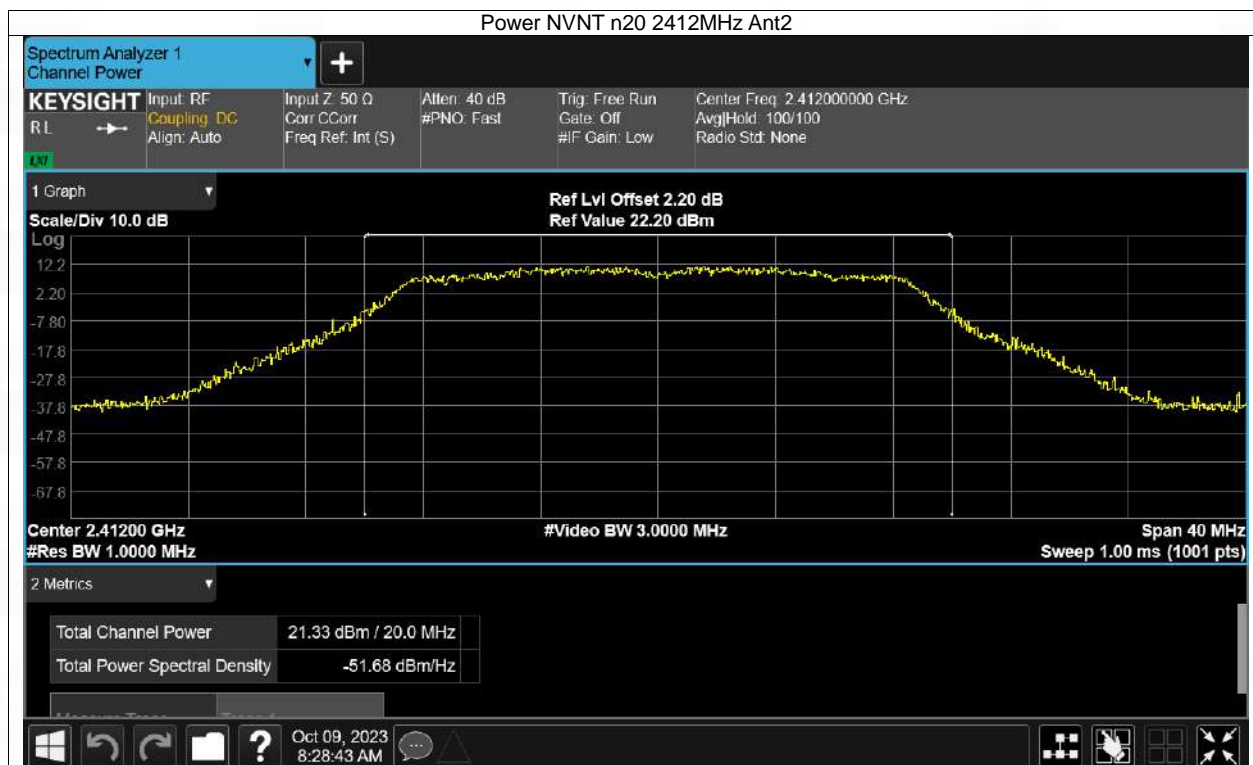 Power NVNT n20 2412MHz Ant2
Spectrum Analyzer 1
Channel Power
KEYSIGHT
RL
LXI
Input: RF
Coupling: DC
Align: Auto
Input Z: 50 Ω
Corr CCorr
Freq Ref: Int (S)
Atten: 40 dB
#PNO: Fast
Trig: Free Run
Gate: Off
#IF Gain: Low
Center Freq: 2.412000000 GHz
Avg|Hold: 100/100
Radio Std: None
1 Graph
Scale/Div 10.0 dB
Ref Lvl Offset 2.20 dB
Ref Value 22.20 dBm
Log
12.2
2.20
-7.80
-17.8
-27.8
-37.8
-47.8
-57.8
-67.8
Center 2.41200 GHz
#Res BW 1.0000 MHz
#Video BW 3.0000 MHz
Span 40 MHz
Sweep 1.00 ms (1001 pts)
2 Metrics
Total Channel Power 21.33 dBm / 20.0 MHz
Total Power Spectral Density -51.68 dBm/Hz
Oct 09, 2023
8:28:43 AM